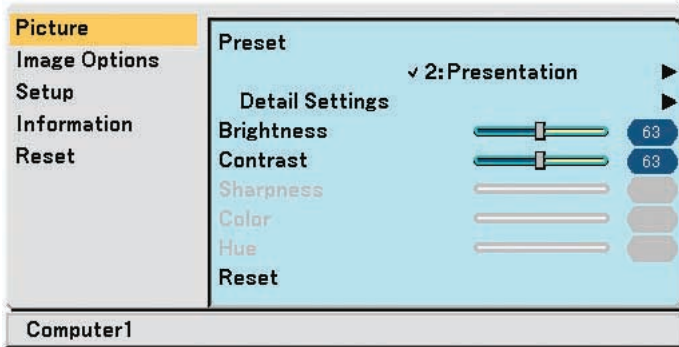 Picture
Image Options
Setup
Information
Reset
Preset
✓ 2:Presentation
Detail Settings
Brightness 63
Contrast 63
Sharpness
Color
Hue
Reset
Computer1